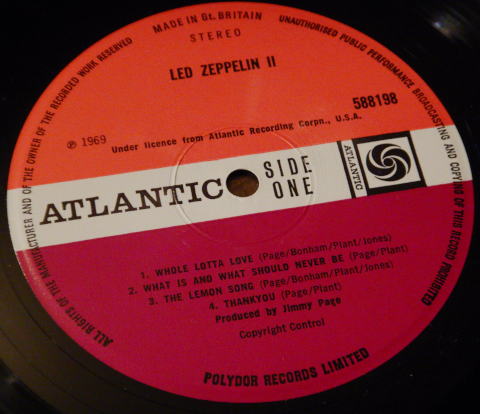 MADE IN Gt. BRITAIN
UNAUTHORISED PUBLIC PERFORMANCE BROADCASTING AND COPYING OF THIS RECORD PROHIBITED
ALL RIGHTS OF THE MANUFACTURER AND OF THE OWNER OF THE RECORDED WORK RESERVED
STEREO
LED ZEPPELIN II
℗ 1969
588198
Under licence from Atlantic Recording Corpn., U.S.A.
ATLANTIC
SIDE
ONE
ATLANTIC
1. WHOLE LOTTA LOVE (Page/Bonham/Plant/Jones)
2. WHAT IS AND WHAT SHOULD NEVER BE (Page/Plant)
3. THE LEMON SONG (Page/Bonham/Plant/Jones)
4. THANKYOU (Page/Plant)
Produced by Jimmy Page
Copyright Control
POLYDOR RECORDS LIMITED